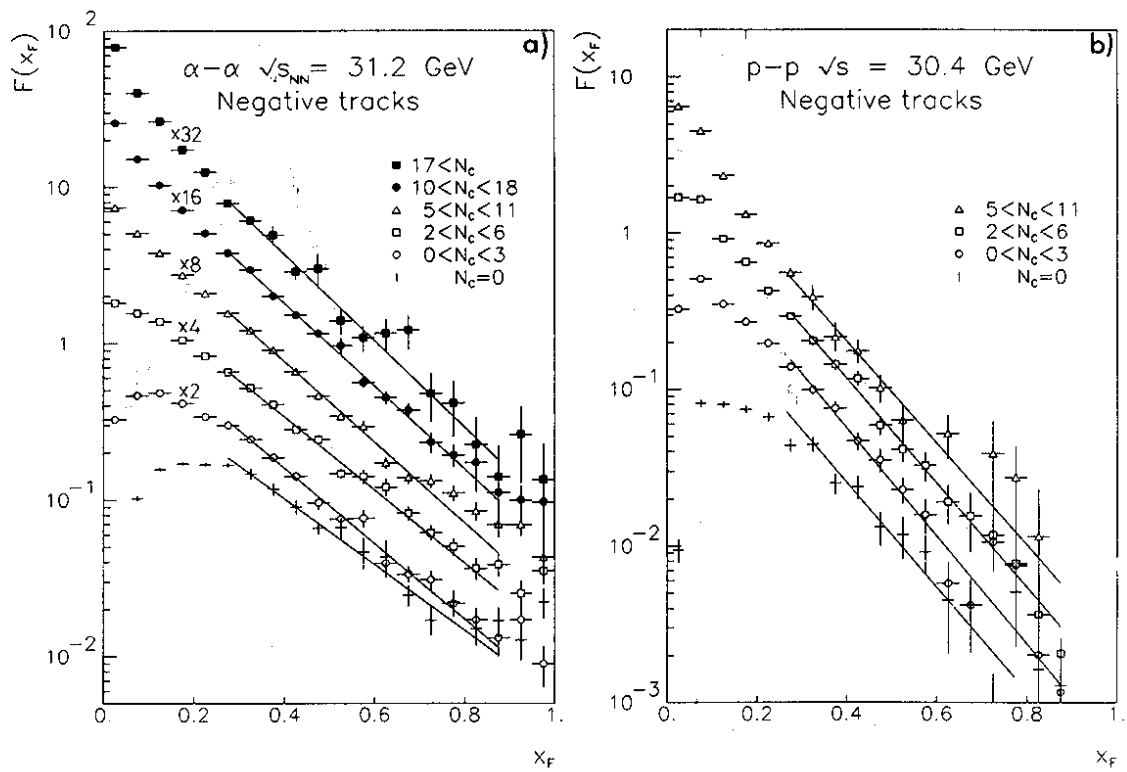 a)
F(x_F)
10^2
10
1
10^-1
10^-2
α-α √s_NN = 31.2 GeV
Negative tracks
17<N_c
10<N_c<18
5<N_c<11
2<N_c<6
0<N_c<3
N_c=0
x32
x16
x8
x4
x2
0. 0.2 0.4 0.6 0.8 1.
x_F
b)
F(x_F)
10
1
10^-1
10^-2
10^-3
p-p √s = 30.4 GeV
Negative tracks
5<N_c<11
2<N_c<6
0<N_c<3
N_c=0
0. 0.2 0.4 0.6 0.8 1.
x_F